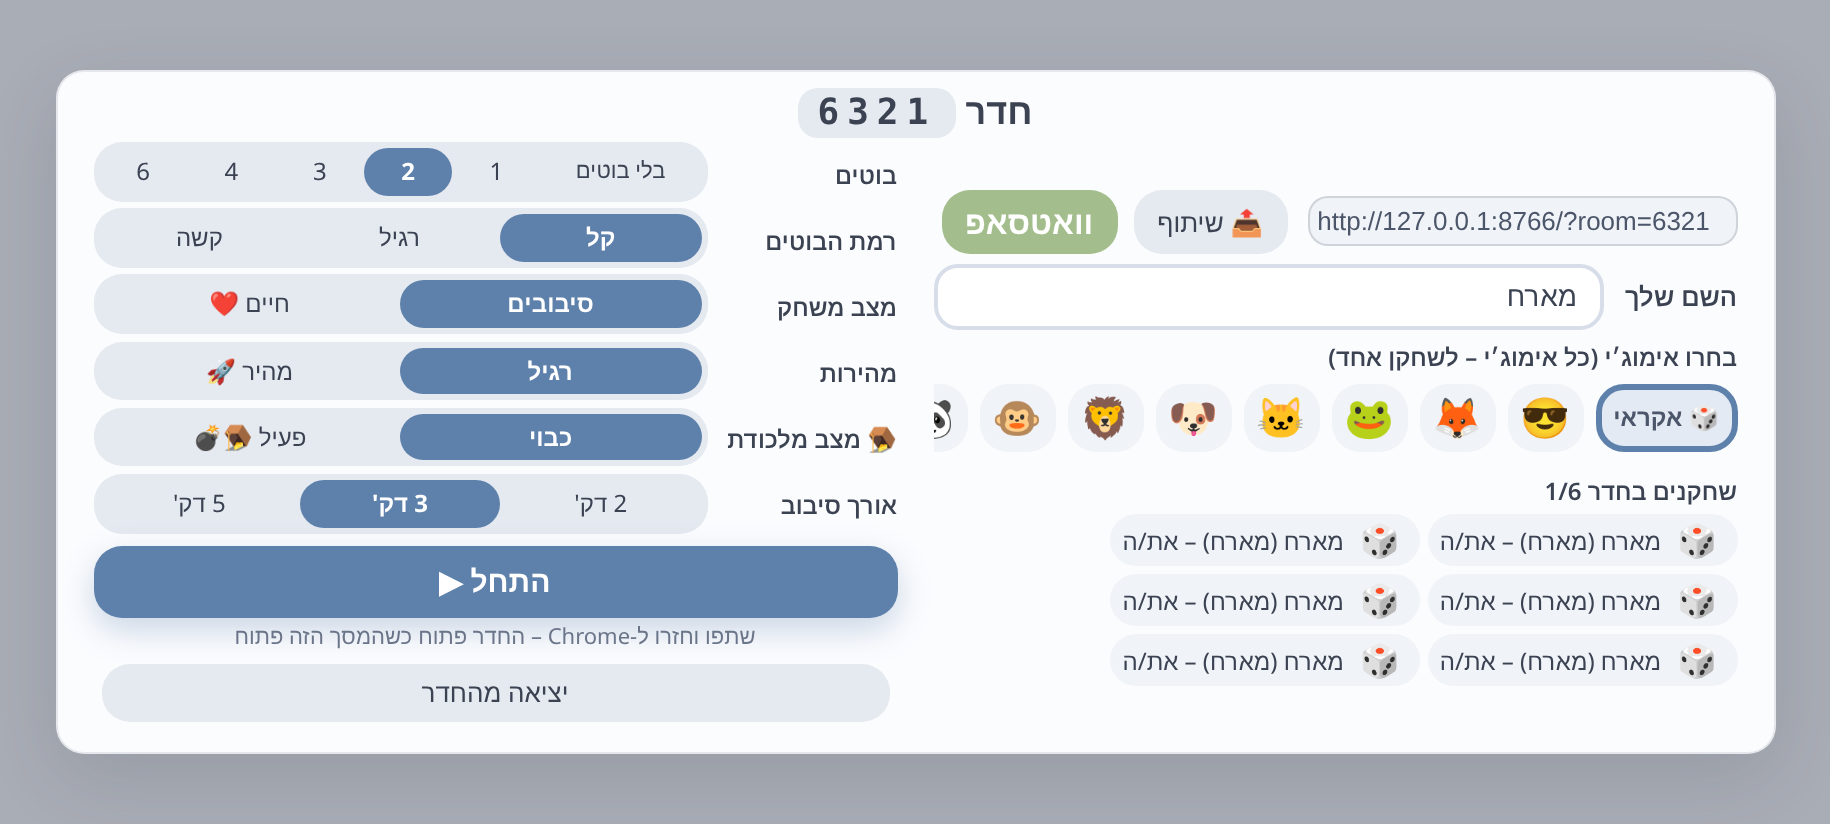 חדר 6321
http://127.0.0.1:8766/?room=6321
📤 שיתוף
וואטסאפ
השם שלך
מארח
בחרו אימוג׳י (כל אימוג׳י – לשחקן אחד)
🎲 אקראי
שחקנים בחדר 1/6
מארח (מארח) – את/ה
מארח (מארח) – את/ה
מארח (מארח) – את/ה
מארח (מארח) – את/ה
מארח (מארח) – את/ה
מארח (מארח) – את/ה
בוטים
בלי בוטים 1 2 3 4 6
רמת הבוטים
קל רגיל קשה
מצב משחק
סיבובים חיים ❤️
מהירות
רגיל מהיר 🚀
🪤 מצב מלכודת
כבוי פעיל 🪤💣
אורך סיבוב
2 דק' 3 דק' 5 דק'
התחל ▶
שתפו וחזרו ל-Chrome – החדר פתוח כשהמסך הזה פתוח
יציאה מהחדר